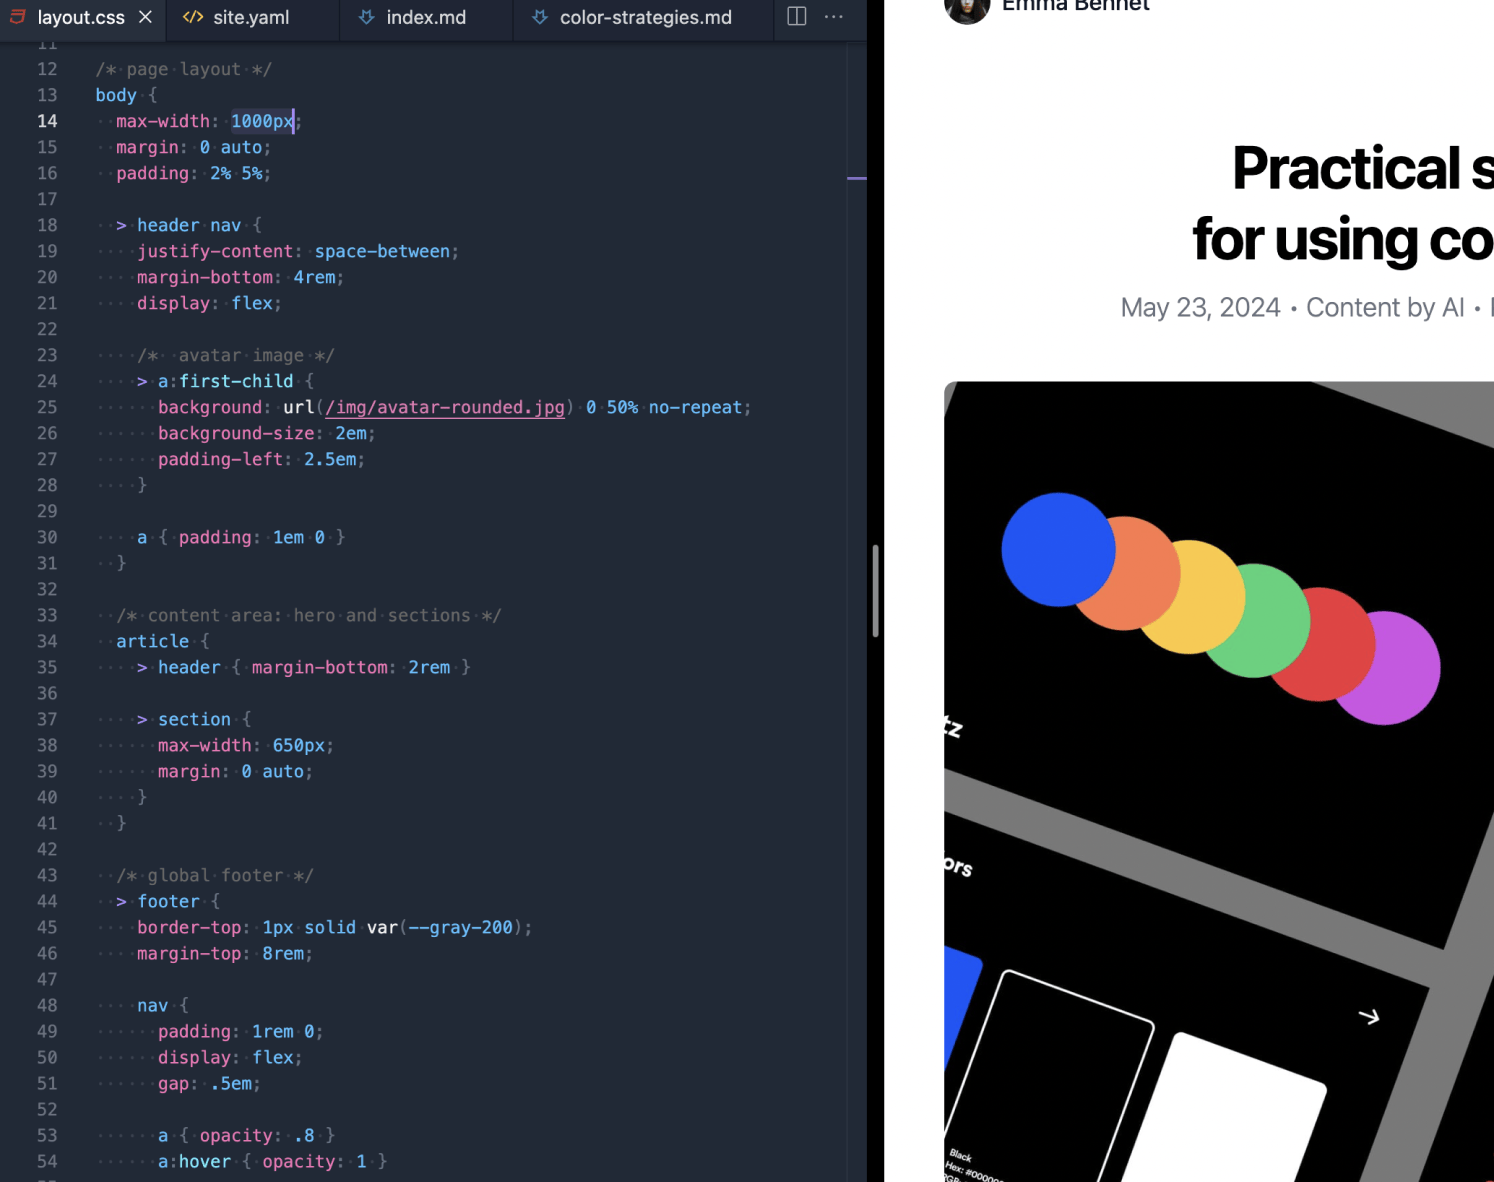 layout.css
site.yaml
index.md
color-strategies.md
11
12 /* page layout */
13 body {
14 max-width: 1000px;
15 margin: 0 auto;
16 padding: 2% 5%;
17
18 > header nav {
19 justify-content: space-between;
20 margin-bottom: 4rem;
21 display: flex;
22
23 /* avatar image */
24 > a:first-child {
25 background: url(/img/avatar-rounded.jpg) 0 50% no-repeat;
26 background-size: 2em;
27 padding-left: 2.5em;
28 }
29
30 a { padding: 1em 0 }
31 }
32
33 /* content area: hero and sections */
34 article {
35 > header { margin-bottom: 2rem }
36
37 > section {
38 max-width: 650px;
39 margin: 0 auto;
40 }
41 }
42
43 /* global footer */
44 > footer {
45 border-top: 1px solid var(--gray-200);
46 margin-top: 8rem;
47
48 nav {
49 padding: 1rem 0;
50 display: flex;
51 gap: .5em;
52
53 a { opacity: .8 }
54 a:hover { opacity: 1 }
Emma Bennet
Practical s
for using co
May 23, 2024 • Content by AI •
tz
ors
Black
Hex: #00000